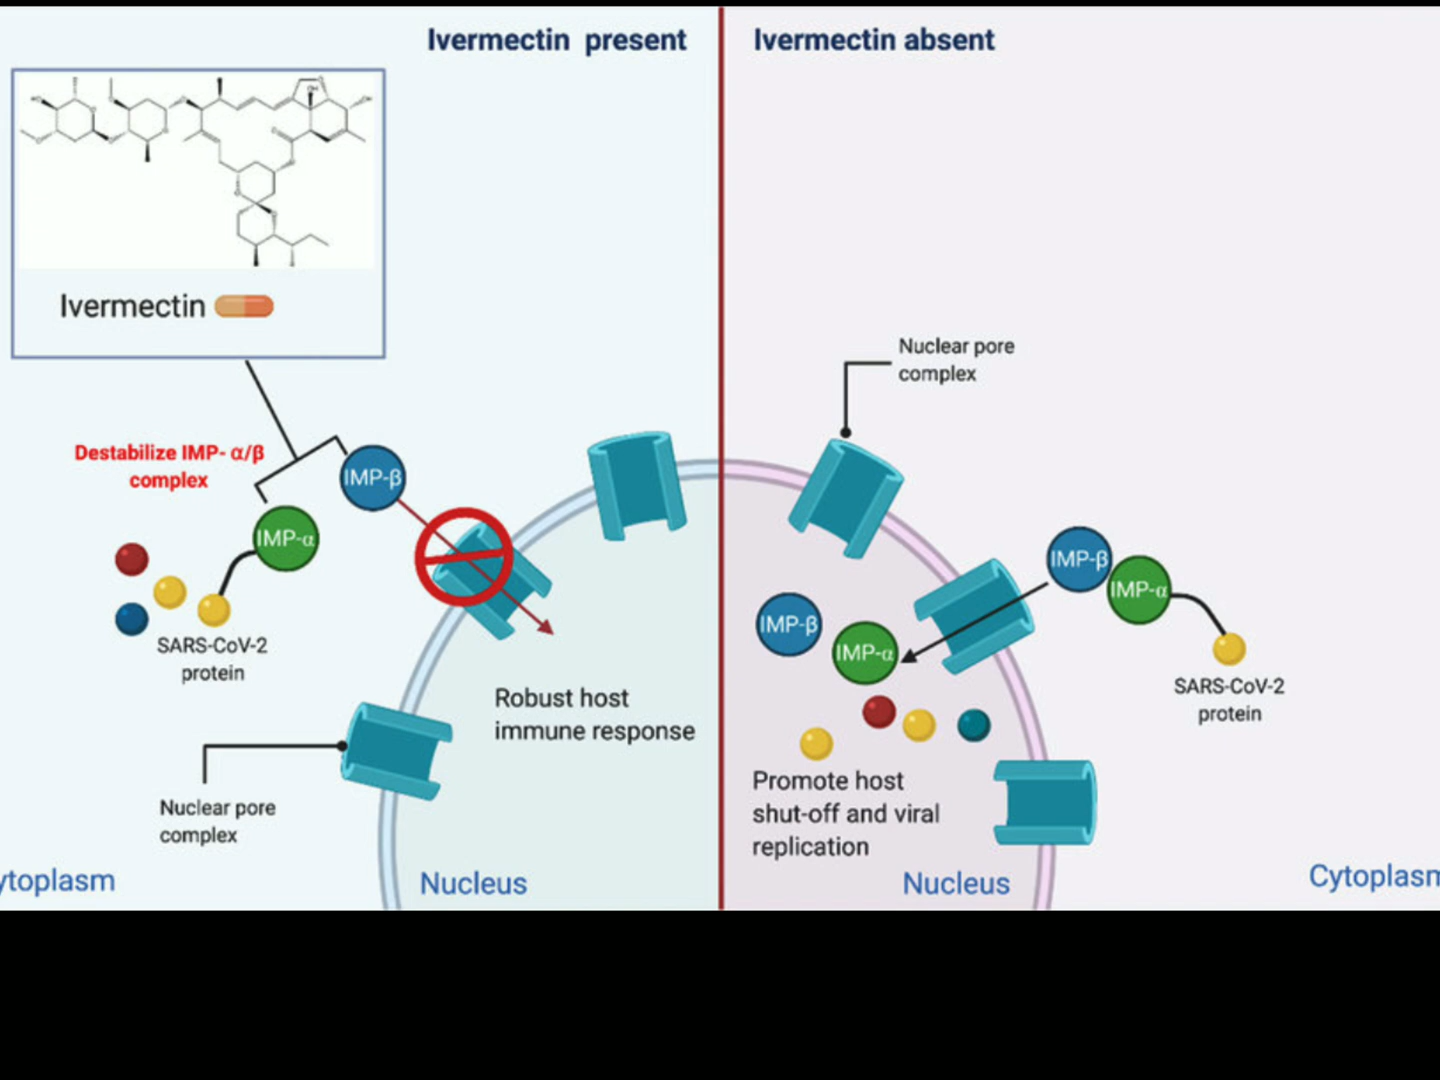 Ivermectin present
Ivermectin absent
OH
Ivermectin
Destabilize IMP- α/β
complex
IMP-β
IMP-α
SARS-CoV-2
protein
Robust host
immune response
Nuclear pore
complex
ytoplasm
Nucleus
Nuclear pore
complex
IMP-β
IMP-α
SARS-CoV-2
protein
IMP-β
IMP-α
Promote host
shut-off and viral
replication
Nucleus
Cytoplasm